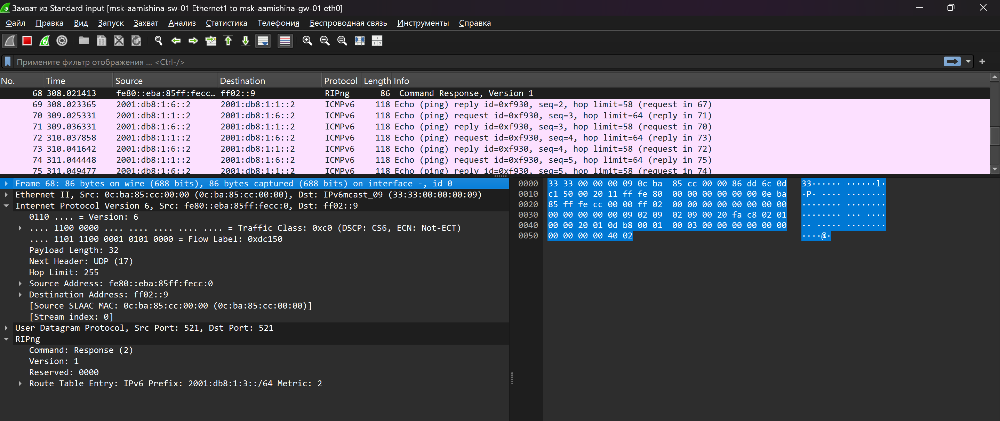 Захват из Standard input [msk-aamishina-sw-01 Ethernet1 to msk-aamishina-gw-01 eth0]
Файл Правка Вид Запуск Захват Анализ Статистика Телефония Беспроводная связь Инструменты Справка
Примените фильтр отображения ... <Ctrl-/>
No. Time Source Destination Protocol Length Info
68 308.021413 fe80::eba:85ff:fecc… ff02::9 RIPng 86 Command Response, Version 1
69 308.023365 2001:db8:1:6::2 2001:db8:1:1::2 ICMPv6 118 Echo (ping) reply id=0xf930, seq=2, hop limit=58 (request in 67)
70 309.025331 2001:db8:1:1::2 2001:db8:1:6::2 ICMPv6 118 Echo (ping) request id=0xf930, seq=3, hop limit=64 (reply in 71)
71 309.036331 2001:db8:1:6::2 2001:db8:1:1::2 ICMPv6 118 Echo (ping) reply id=0xf930, seq=3, hop limit=58 (request in 70)
72 310.037858 2001:db8:1:1::2 2001:db8:1:6::2 ICMPv6 118 Echo (ping) request id=0xf930, seq=4, hop limit=64 (reply in 73)
73 310.041642 2001:db8:1:6::2 2001:db8:1:1::2 ICMPv6 118 Echo (ping) reply id=0xf930, seq=4, hop limit=58 (request in 72)
74 311.044448 2001:db8:1:1::2 2001:db8:1:6::2 ICMPv6 118 Echo (ping) request id=0xf930, seq=5, hop limit=64 (reply in 75)
75 311.049477 2001:db8:1:6::2 2001:db8:1:1::2 ICMPv6 118 Echo (ping) reply id=0xf930, seq=5, hop limit=58 (request in 74)
Frame 68: 86 bytes on wire (688 bits), 86 bytes captured (688 bits) on interface -, id 0
Ethernet II, Src: 0c:ba:85:cc:00:00 (0c:ba:85:cc:00:00), Dst: IPv6mcast_09 (33:33:00:00:00:09)
Internet Protocol Version 6, Src: fe80::eba:85ff:fecc:0, Dst: ff02::9
0110 .... = Version: 6
.... 1100 0000 .... .... .... .... .... = Traffic Class: 0xc0 (DSCP: CS6, ECN: Not-ECT)
.... 1101 1100 0001 0101 0000 = Flow Label: 0xdc150
Payload Length: 32
Next Header: UDP (17)
Hop Limit: 255
Source Address: fe80::eba:85ff:fecc:0
Destination Address: ff02::9
[Source SLAAC MAC: 0c:ba:85:cc:00:00 (0c:ba:85:cc:00:00)]
[Stream index: 0]
User Datagram Protocol, Src Port: 521, Dst Port: 521
RIPng
Command: Response (2)
Version: 1
Reserved: 0000
Route Table Entry: IPv6 Prefix: 2001:db8:1:3::/64 Metric: 2
0000 33 33 00 00 00 09 0c ba 85 cc 00 00 86 dd 6c 0d 33······ ······l·
0010 c1 50 00 20 11 ff fe 80 00 00 00 00 00 00 0e ba ·P· ···· ········
0020 85 ff fe cc 00 00 ff 02 00 00 00 00 00 00 00 00 ········ ········
0030 00 00 00 00 00 09 02 09 02 09 00 20 fa c8 02 01 ········ ··· ····
0040 00 00 20 01 0d b8 00 01 00 03 00 00 00 00 00 00 ·· ····· ········
0050 00 00 00 00 40 02 ····@·